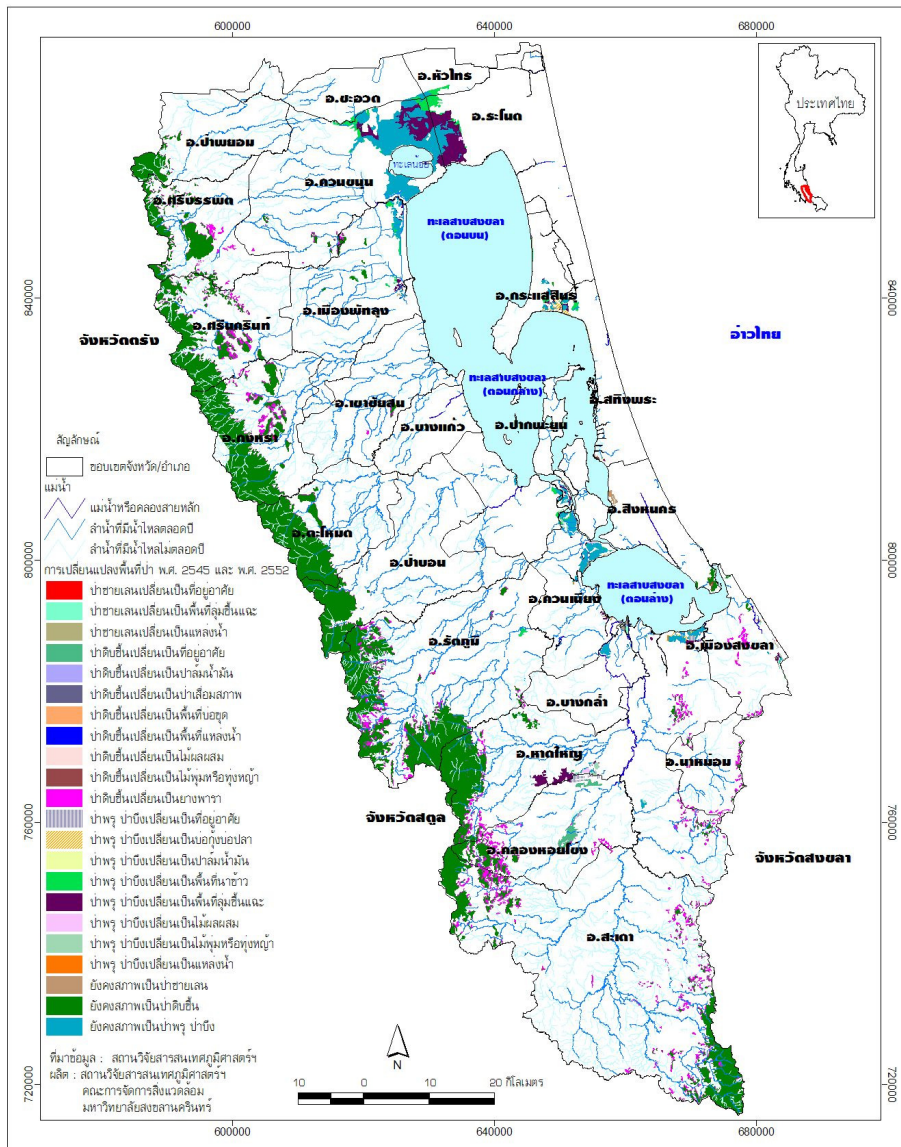 600000
640000
680000
อ.หัวไทร
อ.ชะอวด
อ.ระโนด
ประเทศไทย
อ.ป่าพยอม
ทะเลน้อย
อ.ควนขนุน
อ.ศรีบรรพต
ทะเลสาบสงขลา
(ตอนบน)
840000
840000
อ.กระแสสินธุ์
อ.เมืองพัทลุง
อ.ศรีนครินทร์
จังหวัดตรัง
อ่าวไทย
ทะเลสาบสงขลา
(ตอนกลาง)
อ.เขาชัยสน
อ.บางแก้ว
อ.ปากพะยูน
อ.สทิงพระ
อ.กงหรา
สัญลักษณ์
ขอบเขตจังหวัด/อำเภอ
แม่น้ำ
แม่น้ำหรือคลองสายหลัก
ลำน้ำที่มีน้ำไหลตลอดปี
ลำน้ำที่มีน้ำไหลไม่ตลอดปี
อ.สิงหนคร
อ.ตะโหมด
อ.ป่าบอน
800000
800000
การเปลี่ยนแปลงพื้นที่ป่า พ.ศ. 2545 และ พ.ศ. 2552
ป่าชายเลนเปลี่ยนเป็นที่อยู่อาศัย
ป่าชายเลนเปลี่ยนเป็นพื้นที่ลุ่มชื้นแฉะ
ป่าชายเลนเปลี่ยนเป็นแหล่งน้ำ
ป่าดิบชื้นเปลี่ยนเป็นที่อยู่อาศัย
ป่าดิบชื้นเปลี่ยนเป็นปาล์มน้ำมัน
ป่าดิบชื้นเปลี่ยนเป็นป่าเสื่อมสภาพ
ป่าดิบชื้นเปลี่ยนเป็นพื้นที่บ่อขุด
ป่าดิบชื้นเปลี่ยนเป็นพื้นที่แหล่งน้ำ
ป่าดิบชื้นเปลี่ยนเป็นไม้ผลผสม
ป่าดิบชื้นเปลี่ยนเป็นไม้พุ่มหรือทุ่งหญ้า
ป่าดิบชื้นเปลี่ยนเป็นยางพารา
ป่าพรุ ป่าบึงเปลี่ยนเป็นที่อยู่อาศัย
ป่าพรุ ป่าบึงเปลี่ยนเป็นบ่อกุ้งบ่อปลา
ป่าพรุ ป่าบึงเปลี่ยนเป็นปาล์มน้ำมัน
ป่าพรุ ป่าบึงเปลี่ยนเป็นพื้นที่นาข้าว
ป่าพรุ ป่าบึงเปลี่ยนเป็นพื้นที่ลุ่มชื้นแฉะ
ป่าพรุ ป่าบึงเปลี่ยนเป็นไม้ผลผสม
ป่าพรุ ป่าบึงเปลี่ยนเป็นไม้พุ่มหรือทุ่งหญ้า
ป่าพรุ ป่าบึงเปลี่ยนเป็นแหล่งน้ำ
ยังคงสภาพเป็นป่าชายเลน
ยังคงสภาพเป็นป่าดิบชื้น
ยังคงสภาพเป็นป่าพรุ ป่าบึง
ทะเลสาบสงขลา
(ตอนล่าง)
อ.ควนเนียง
อ.รัตภูมิ
อ.เมืองสงขลา
อ.บางกล่ำ
อ.หาดใหญ่
อ.นาหม่อม
จังหวัดสตูล
760000
760000
อ.คลองหอยโข่ง
จังหวัดสงขลา
อ.สะเดา
ที่มาข้อมูล : สถานวิจัยสารสนเทศภูมิศาสตร์ฯ
ผลิต : สถานวิจัยสารสนเทศภูมิศาสตร์ฯ
คณะการจัดการสิ่งแวดล้อม
มหาวิทยาลัยสงขลานครินทร์
N
10 0 10 20 กิโลเมตร
720000
720000
600000
640000
680000